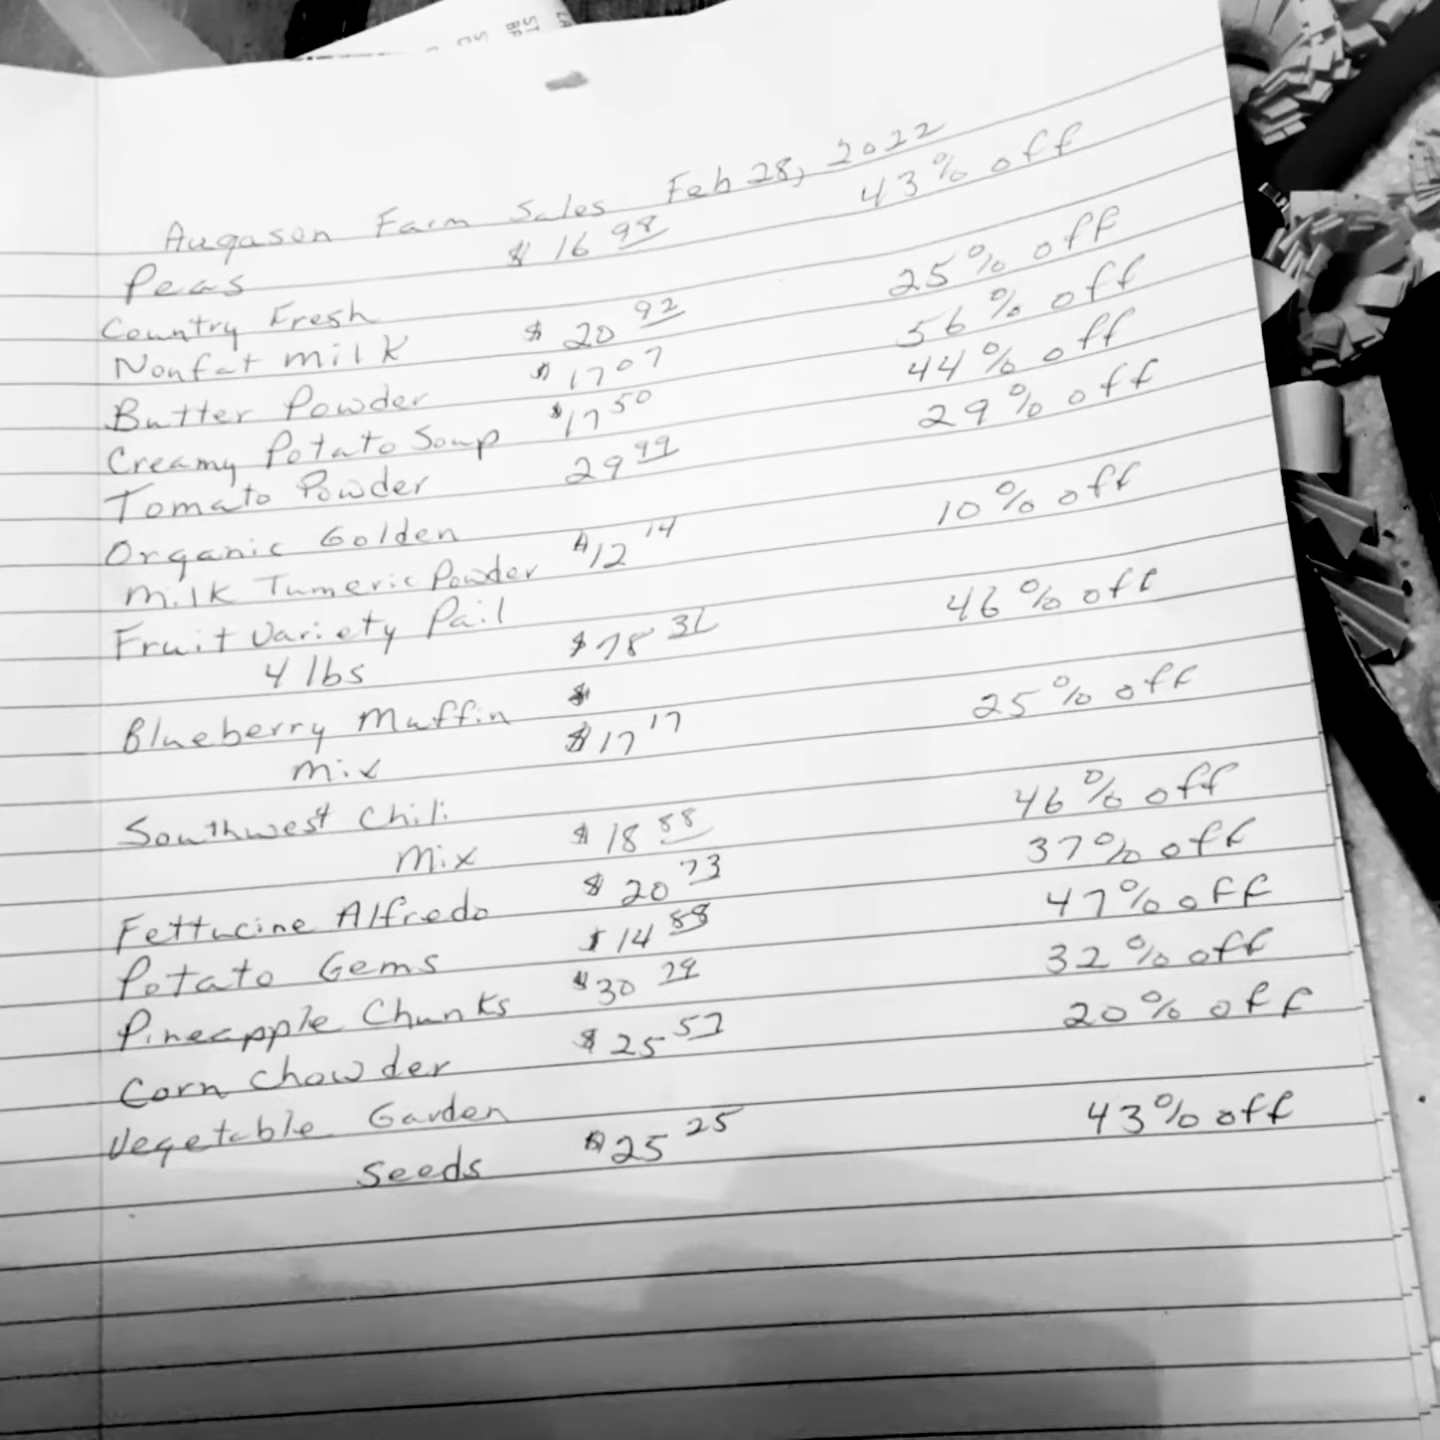 Augason Farm Sales Feb 28, 2022
Peas $16 98 43% off
Country Fresh
Nonfat milk $20 92 25% off
Butter Powder $17 07 56% off
Creamy Potato Soup $17 50 44% off
Tomato Powder 29 99 29% off
Organic Golden
Milk Tumeric Powder $12 14 10% off
Fruit Variety Pail
4 lbs $78 46% off
Blueberry Muffin $
Mix $17 17 25% off
Southwest Chili
Mix $18 88 46% off
Fettucine Alfredo $20 73 37% off
Potato Gems $14 88 47% off
Pineapple Chunks $30 29 32% off
Corn Chowder $25 57 20% off
Vegetable Garden
Seeds $25 25 43% off